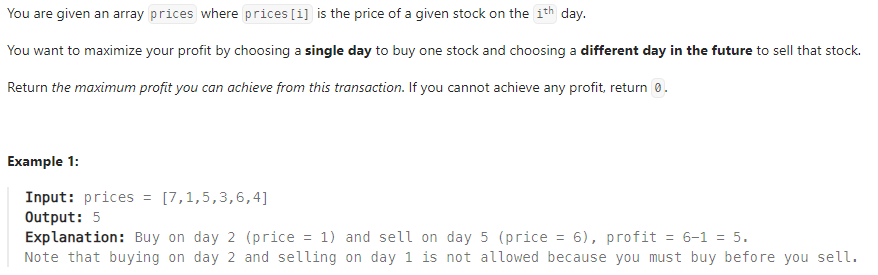 You are given an array prices where prices[i] is the price of a given stock on the ith day.
You want to maximize your profit by choosing a single day to buy one stock and choosing a different day in the future to sell that stock.
Return the maximum profit you can achieve from this transaction. If you cannot achieve any profit, return 0.
Example 1:
Input: prices = [7,1,5,3,6,4]
Output: 5
Explanation: Buy on day 2 (price = 1) and sell on day 5 (price = 6), profit = 6-1 = 5.
Note that buying on day 2 and selling on day 1 is not allowed because you must buy before you sell.